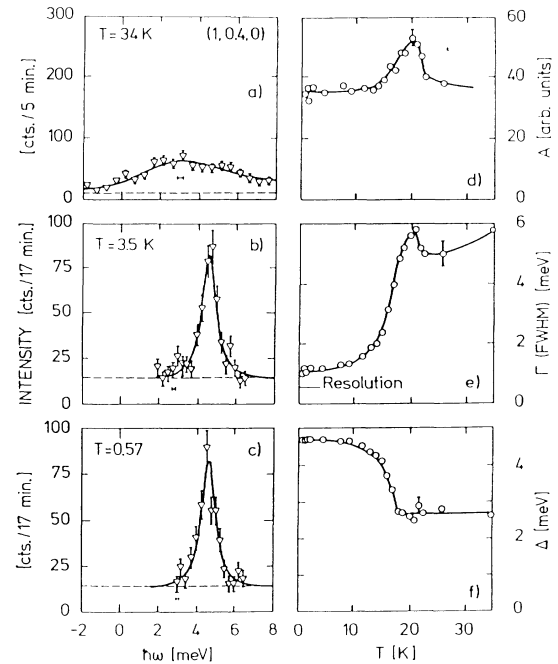 300
200
100
50
0
[cts./5 min.]
T = 34 K
(1, 0.4, 0)
a)
100
75
50
25
0
INTENSITY [cts./17 min.]
T = 3.5 K
b)
100
75
50
25
0
[cts./17 min.]
T = 0.57
c)
-2 0 2 4 6 8
ħω [meV]
60
40
20
0
A [arb. units]
d)
6
4
2
0
Γ (FWHM) [meV]
Resolution
e)
4
2
0
Δ [meV]
f)
0 10 20 30
T [K]